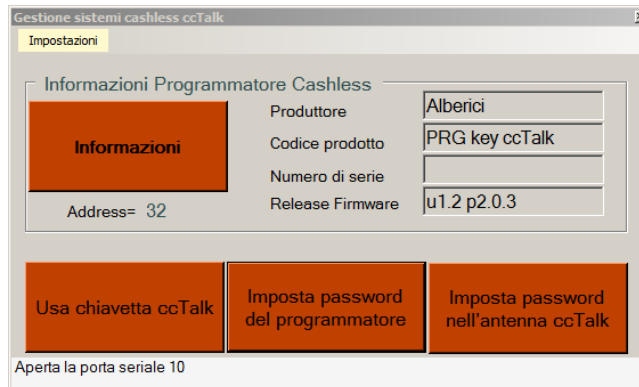 Gestione sistemi cashless ccTalk
Impostazioni
Informazioni Programmatore Cashless
Informazioni
Address= 32
Produttore Alberici
Codice prodotto PRG key ccTalk
Numero di serie
Release Firmware u1.2 p2.0.3
Usa chiavetta ccTalk
Imposta password
del programmatore
Imposta password
nell'antenna ccTalk
Aperta la porta seriale 10